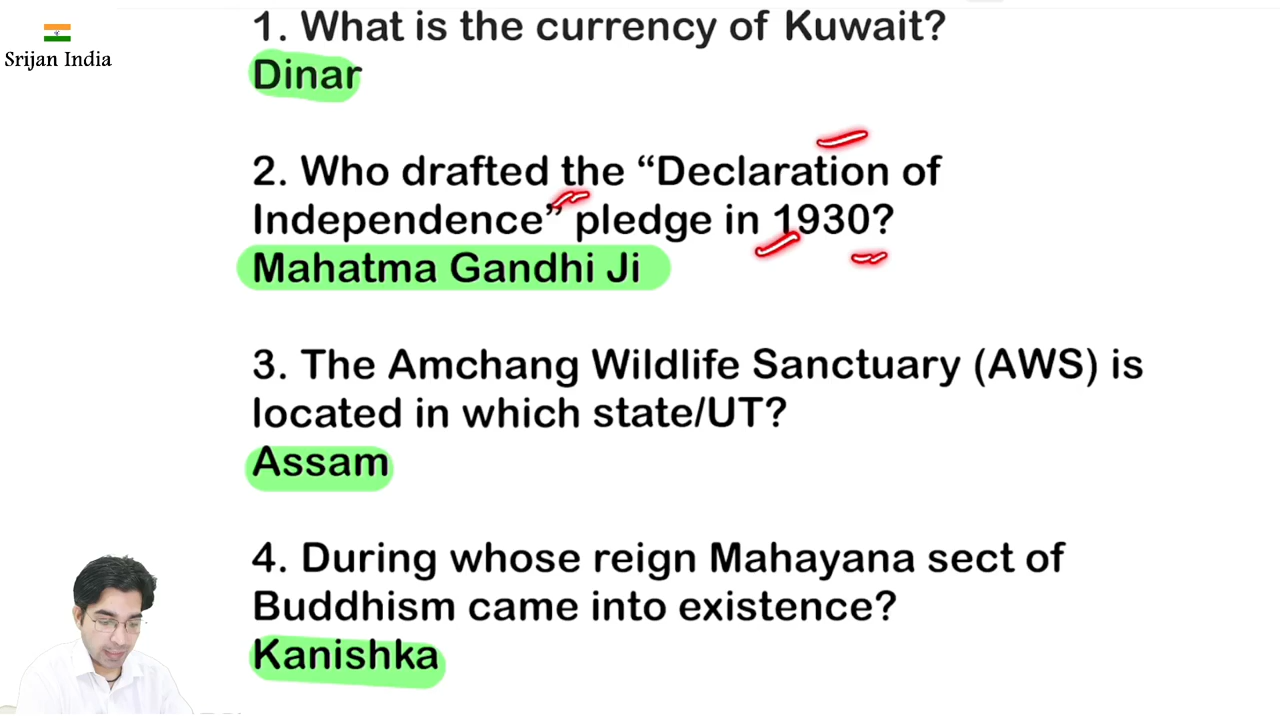 Srijan India
1. What is the currency of Kuwait?
Dinar
2. Who drafted the “Declaration of
Independence” pledge in 1930?
Mahatma Gandhi Ji
3. The Amchang Wildlife Sanctuary (AWS) is
located in which state/UT?
Assam
4. During whose reign Mahayana sect of
Buddhism came into existence?
Kanishka